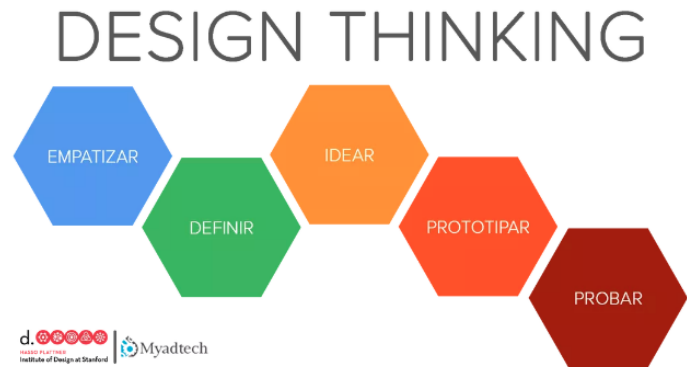 DESIGN THINKING
EMPATIZAR
IDEAR
DEFINIR
PROTOTIPAR
PROBAR
d.
HASSO PLATTNER
Institute of Design at Stanford
Myadtech